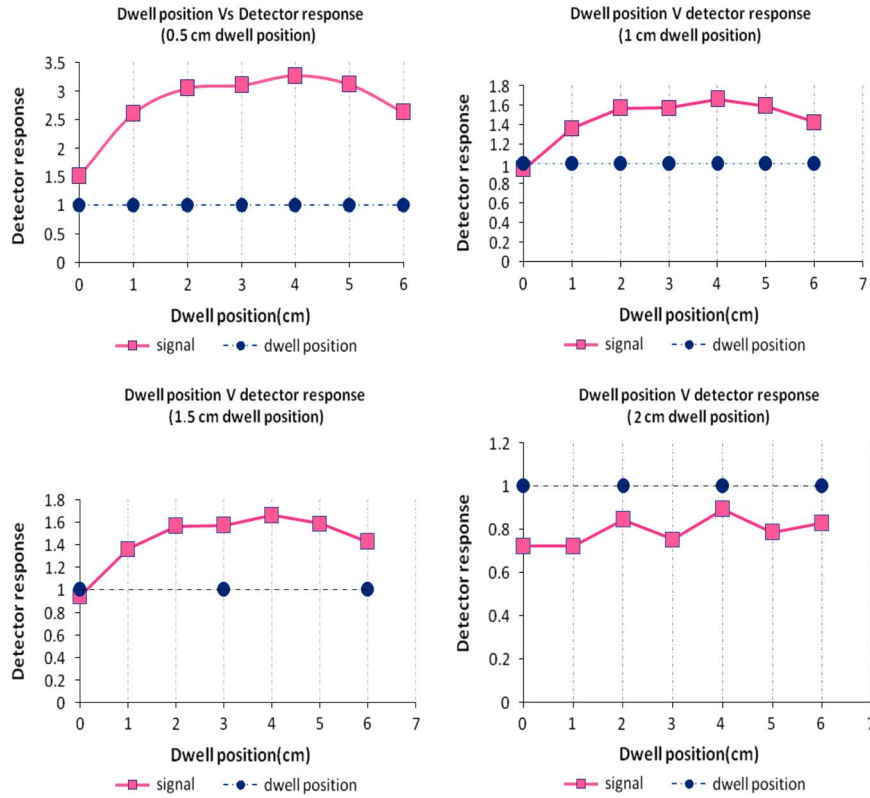 Dwell position Vs Detector response
(0.5 cm dwell position)
3.5
3
2.5
2
1.5
1
0.5
0
Detector response
0 1 2 3 4 5 6
Dwell position(cm)
signal dwell position
Dwell position V detector response
(1 cm dwell position)
1.8
1.6
1.4
1.2
1
0.8
0.6
0.4
0.2
0
Detector response
0 1 2 3 4 5 6 7
Dwell position(cm)
signal dwell position
Dwell position V detector response
(1.5 cm dwell position)
1.8
1.6
1.4
1.2
1
0.8
0.6
0.4
0.2
0
Detector response
0 1 2 3 4 5 6 7
Dwell position(cm)
signal dwell position
Dwell position V detector response
(2 cm dwell position)
1.2
1
0.8
0.6
0.4
0.2
0
Detector response
0 1 2 3 4 5 6 7
Dwell position(cm)
signal dwell position